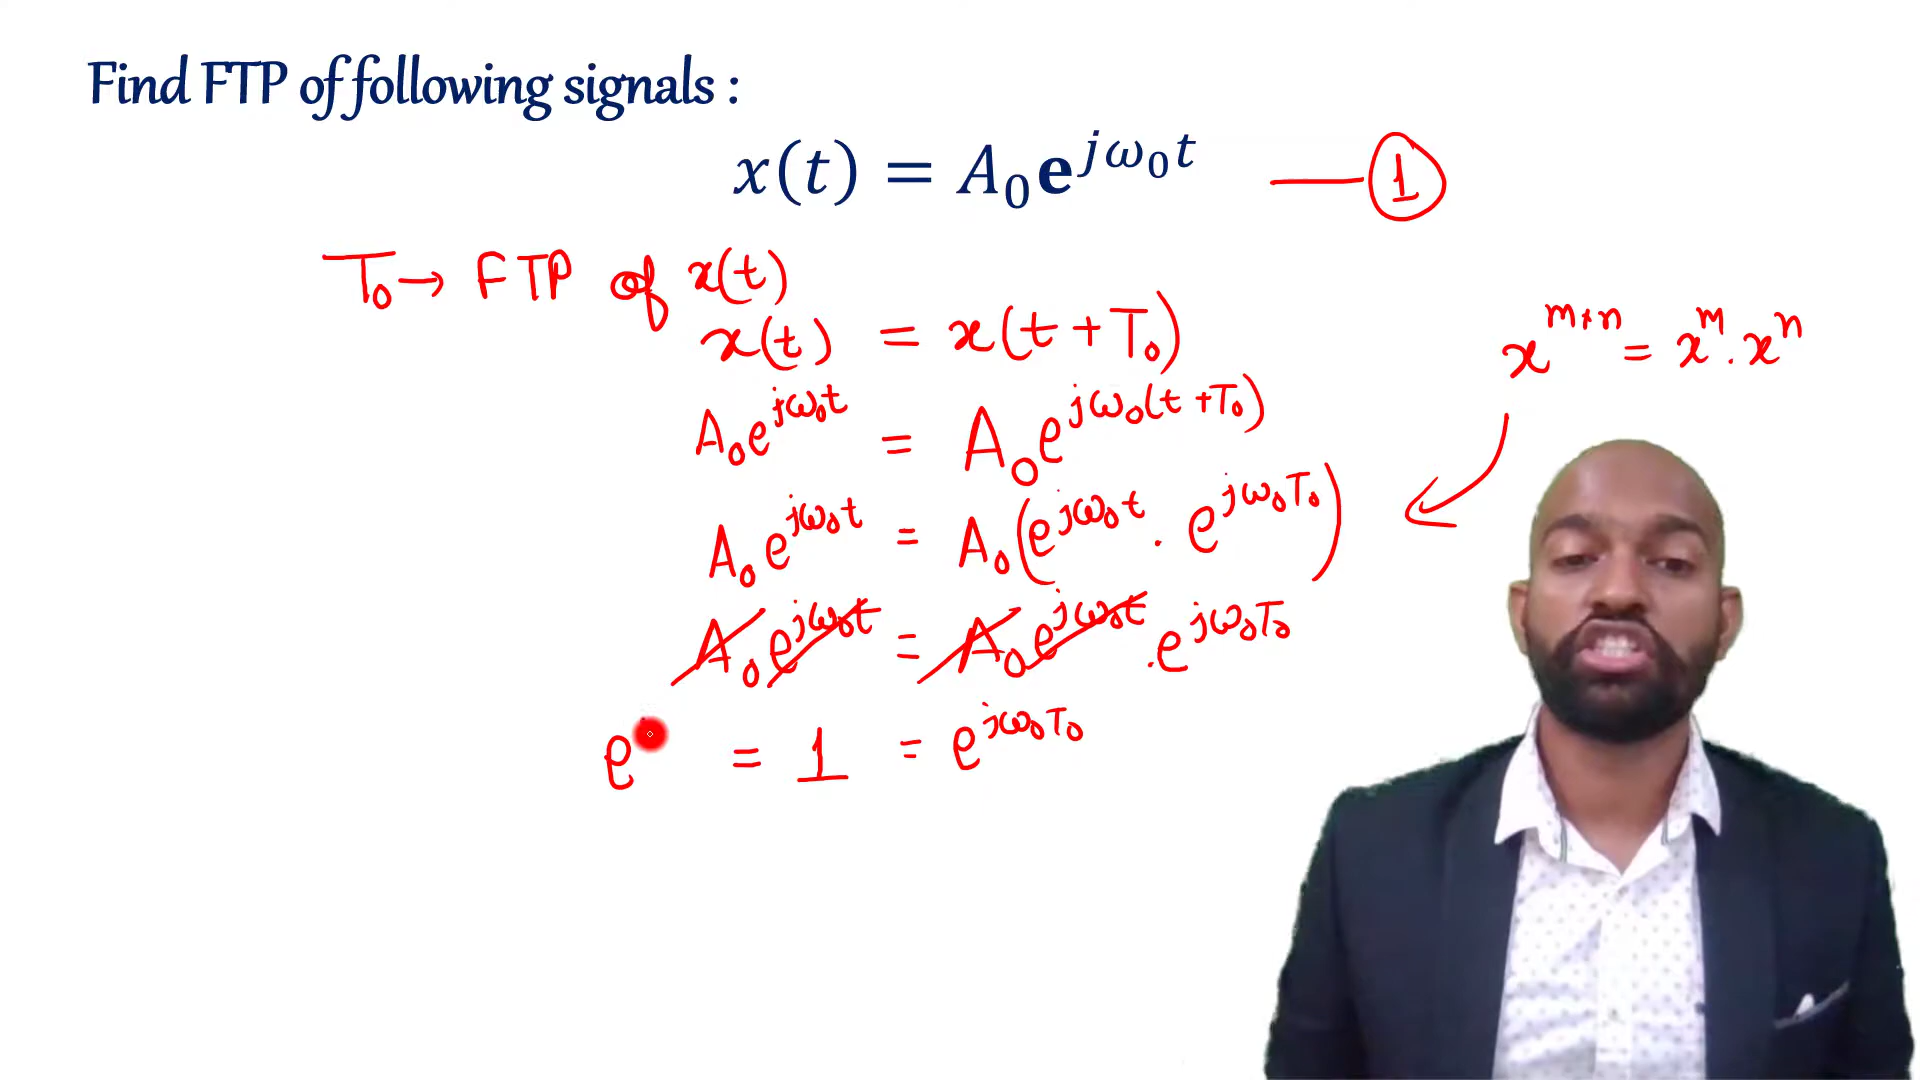 Find FTP of following signals :
x(t) = A₀e^{jω₀t} —— ①
T₀ → FTP of x(t)
x(t) = x(t + T₀)
x^{m+n} = x^m . x^n
A₀e^{jω₀t} = A₀e^{jω₀(t+T₀)}
A₀e^{jω₀t} = A₀(e^{jω₀t} . e^{jω₀T₀})
A₀e^{jω₀t} = A₀e^{jω₀t} . e^{jω₀T₀}
e = 1 = e^{jω₀T₀}